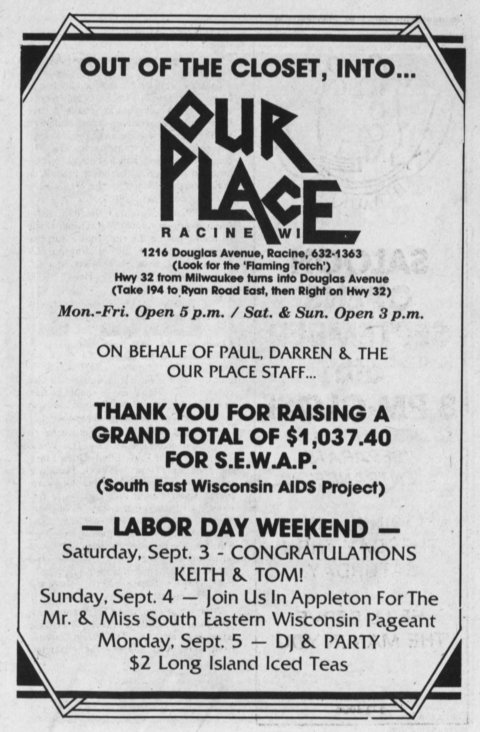 OUT OF THE CLOSET, INTO...
OUR
PLACE
RACINE WI
1216 Douglas Avenue, Racine, 632-1363
(Look for the 'Flaming Torch')
Hwy 32 from Milwaukee turns into Douglas Avenue
(Take I94 to Ryan Road East, then Right on Hwy 32)
Mon.-Fri. Open 5 p.m. / Sat. & Sun. Open 3 p.m.
ON BEHALF OF PAUL, DARREN & THE
OUR PLACE STAFF...
THANK YOU FOR RAISING A
GRAND TOTAL OF $1,037.40
FOR S.E.W.A.P.
(South East Wisconsin AIDS Project)
— LABOR DAY WEEKEND —
Saturday, Sept. 3 - CONGRATULATIONS
KEITH & TOM!
Sunday, Sept. 4 — Join Us In Appleton For The
Mr. & Miss South Eastern Wisconsin Pageant
Monday, Sept. 5 — DJ & PARTY
$2 Long Island Iced Teas